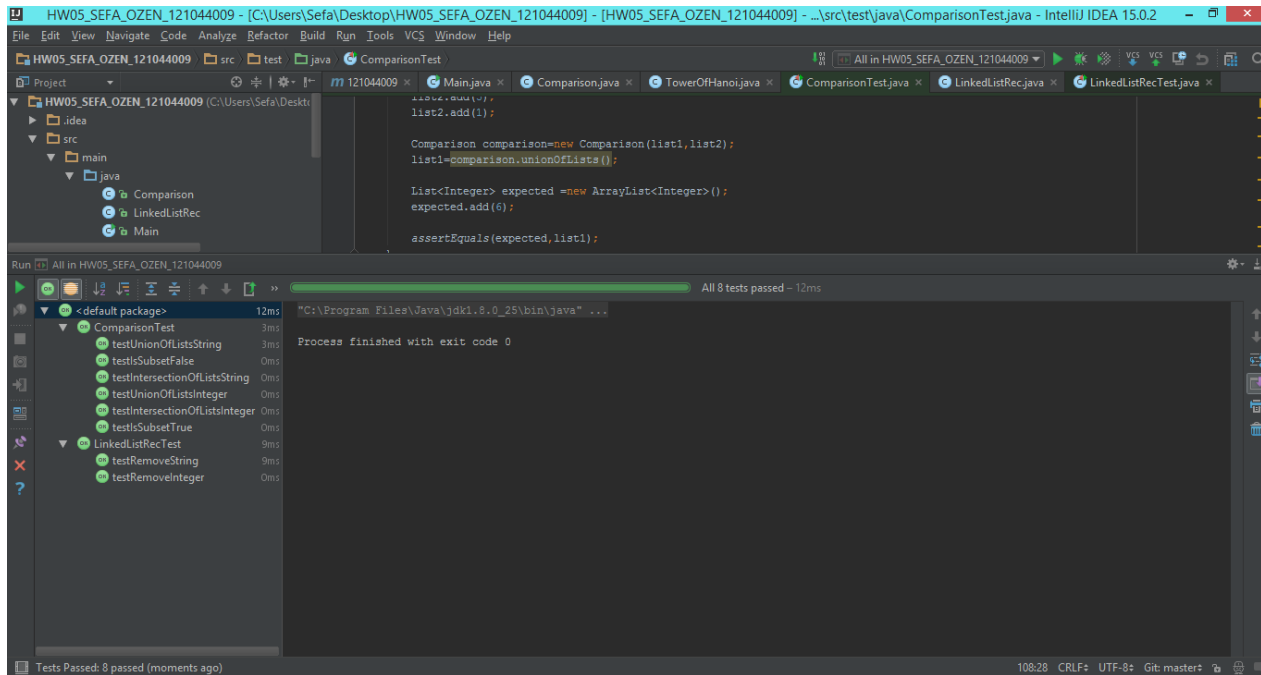 HW05_SEFA_OZEN_121044009 - [C:\Users\Sefa\Desktop\HW05_SEFA_OZEN_121044009] - [HW05_SEFA_OZEN_121044009] - ...\src\test\java\ComparisonTest.java - IntelliJ IDEA 15.0.2
File Edit View Navigate Code Analyze Refactor Build Run Tools VCS Window Help
HW05_SEFA_OZEN_121044009 src test java ComparisonTest All in HW05_SEFA_OZEN_121044009 VCS VCS
Project 121044009 Main.java Comparison.java TowerOfHanoi.java ComparisonTest.java LinkedListRec.java LinkedListRecTest.java
HW05_SEFA_OZEN_121044009 (C:\Users\Sefa\Deskto
.idea
src
main
java
Comparison
LinkedListRec
Main
list2.add(1);
Comparison comparison=new Comparison(list1,list2);
list1=comparison.unionOfLists();
List<Integer> expected =new ArrayList<Integer>();
expected.add(6);
assertEquals(expected,list1);
Run All in HW05_SEFA_OZEN_121044009
All 8 tests passed – 12ms
<default package> 12ms
ComparisonTest 3ms
testUnionOfListsString 3ms
testIsSubsetFalse 0ms
testIntersectionOfListsString 0ms
testUnionOfListsInteger 0ms
testIntersectionOfListsInteger 0ms
testIsSubsetTrue 0ms
LinkedListRecTest 9ms
testRemoveString 9ms
testRemoveInteger 0ms
"C:\Program Files\Java\jdk1.8.0_25\bin\java" ...
Process finished with exit code 0
Tests Passed: 8 passed (moments ago) 108:28 CRLF UTF-8 Git: master